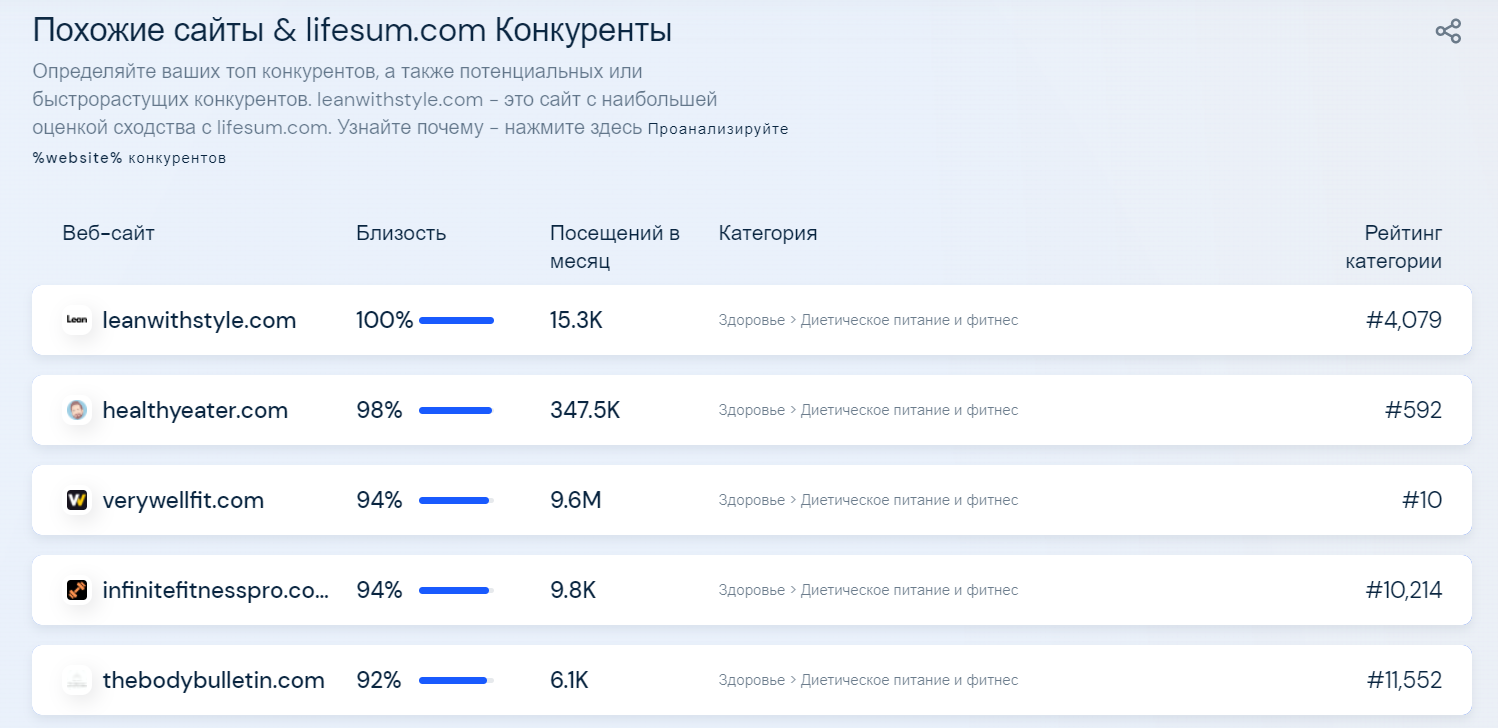 Похожие сайты & lifesum.com Конкуренты
Определяйте ваших топ конкурентов, а также потенциальных или
быстрорастущих конкурентов. leanwithstyle.com - это сайт с наибольшей
оценкой сходства с lifesum.com. Узнайте почему - нажмите здесь Проанализируйте
%website% конкурентов
Веб-сайт Близость Посещений в месяц Категория Рейтинг категории
Lean leanwithstyle.com 100% 15.3K Здоровье > Диетическое питание и фитнес #4,079
healthyeater.com 98% 347.5K Здоровье > Диетическое питание и фитнес #592
verywellfit.com 94% 9.6M Здоровье > Диетическое питание и фитнес #10
infinitefitnesspro.co... 94% 9.8K Здоровье > Диетическое питание и фитнес #10,214
thebodybulletin.com 92% 6.1K Здоровье > Диетическое питание и фитнес #11,552